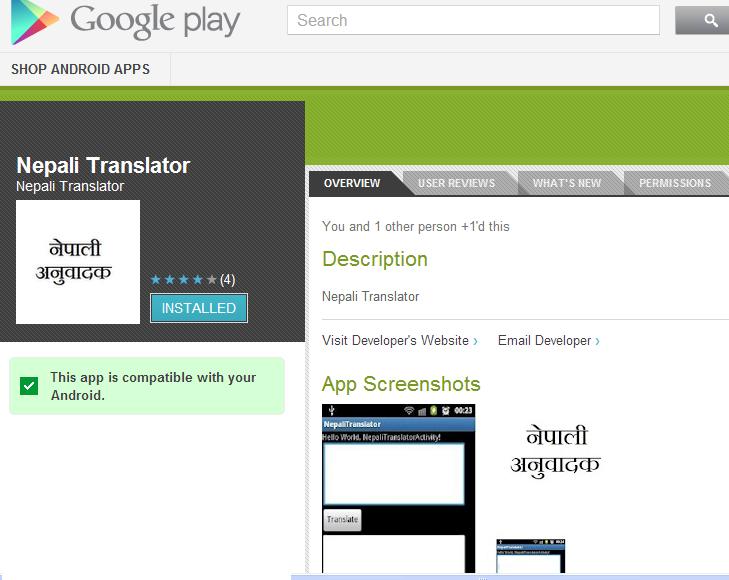 Google play
Search
SHOP ANDROID APPS
Nepali Translator
Nepali Translator
नेपाली
अनुवादक
(4)
INSTALLED
This app is compatible with your
Android.
OVERVIEW
USER REVIEWS
WHAT'S NEW
PERMISSIONS
You and 1 other person +1'd this
Description
Nepali Translator
Visit Developer's Website ›
Email Developer ›
App Screenshots
00:23
NepaliTranslator
Hello World, NepaliTranslatorActivity!
Translate
नेपाली
अनुवादक